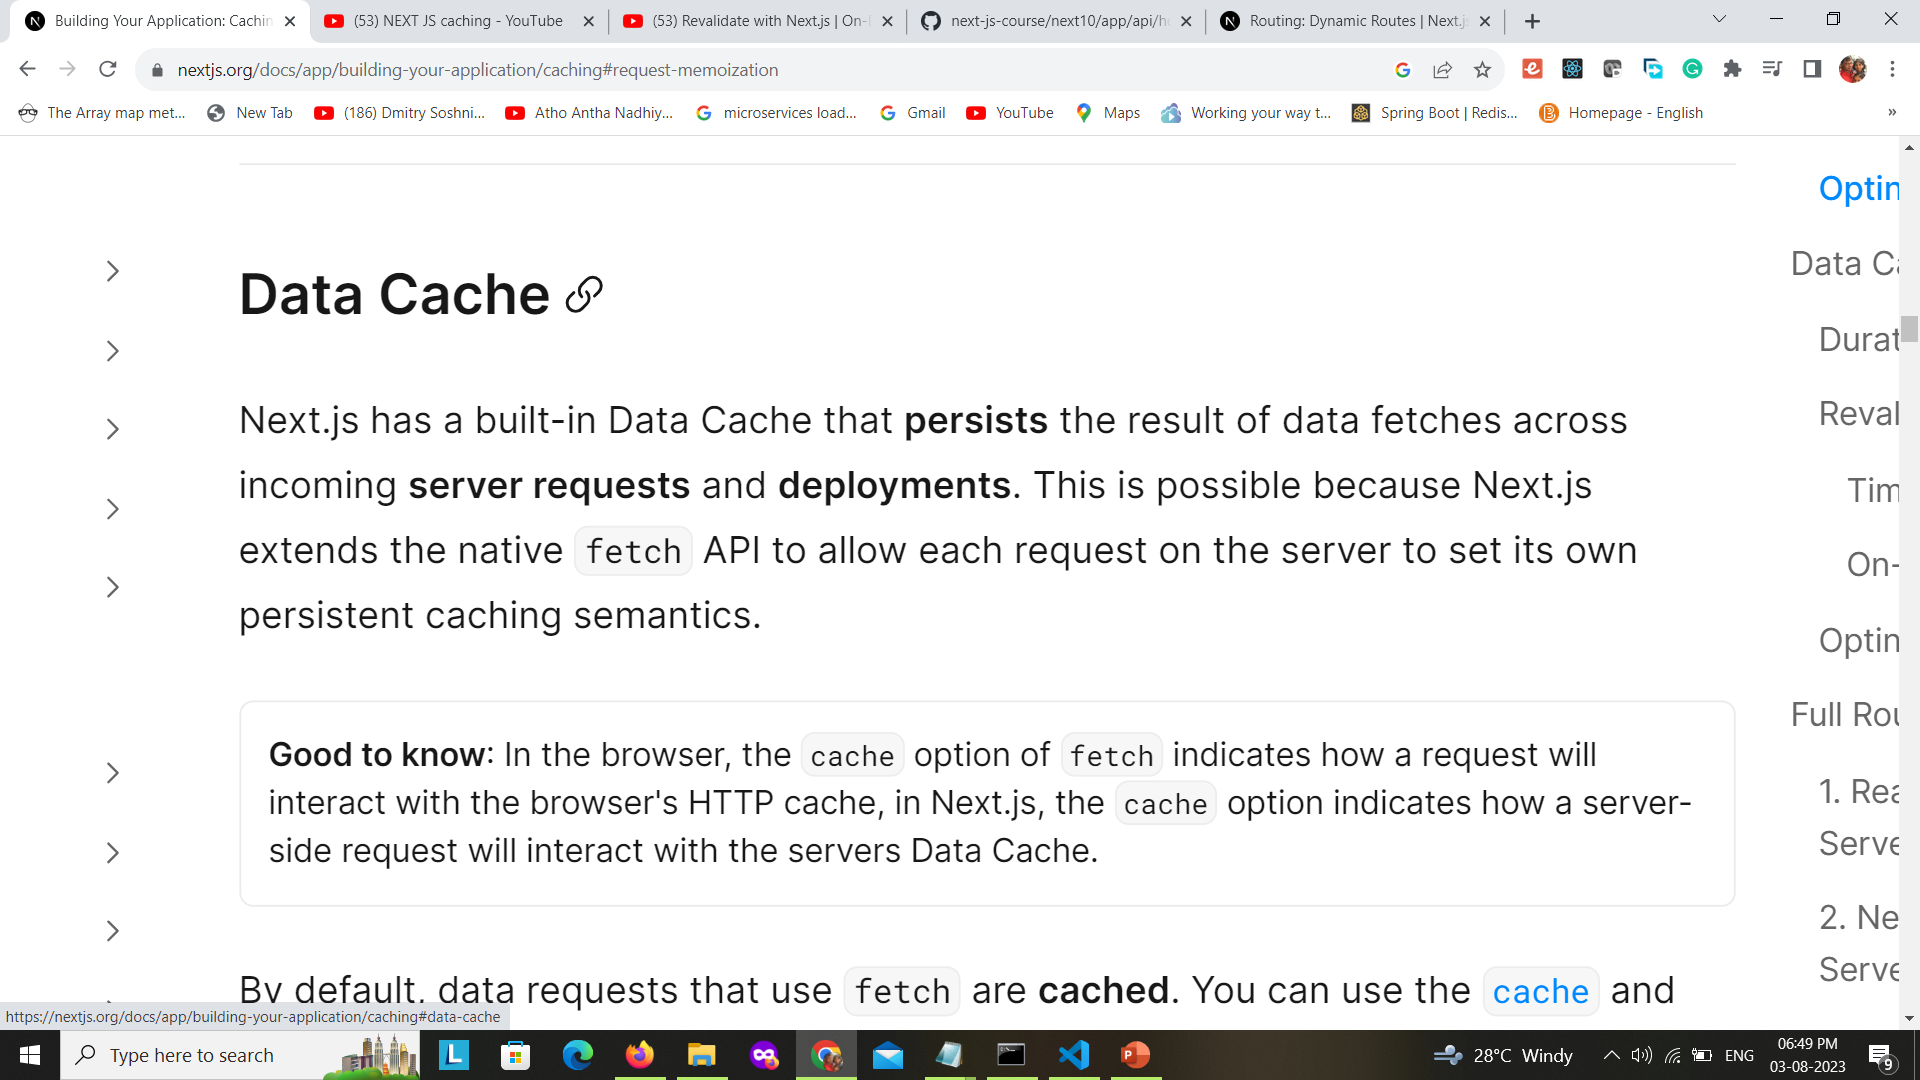 Building Your Application: Cachin
(53) NEXT JS caching - YouTube
(53) Revalidate with Next.js | On-D
next-js-course/next10/app/api/he
Routing: Dynamic Routes | Next.js
nextjs.org/docs/app/building-your-application/caching#request-memoization
The Array map met...
New Tab
(186) Dmitry Soshni...
Atho Antha Nadhiy...
microservices load...
Gmail
YouTube
Maps
Working your way t...
Spring Boot | Redis...
Homepage - English
»
Optin
Data Ca
Durat
Reval
Tim
On-
Optin
Full Rou
1. Rea
Serve
2. Ne
Serve
Data Cache
Next.js has a built-in Data Cache that persists the result of data fetches across
incoming server requests and deployments. This is possible because Next.js
extends the native fetch API to allow each request on the server to set its own
persistent caching semantics.
Good to know: In the browser, the cache option of fetch indicates how a request will
interact with the browser's HTTP cache, in Next.js, the cache option indicates how a server-
side request will interact with the servers Data Cache.
By default, data requests that use fetch are cached. You can use the cache and
https://nextjs.org/docs/app/building-your-application/caching#data-cache
Type here to search
28°C Windy
ENG
06:49 PM
03-08-2023
9